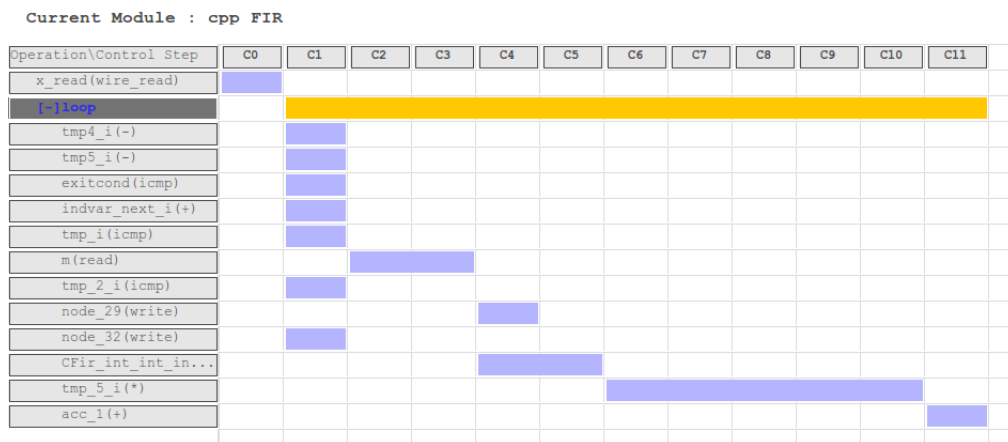 Current Module : cpp FIR
Operation\Control Step C0 C1 C2 C3 C4 C5 C6 C7 C8 C9 C10 C11
x_read(wire_read)
[-]loop
tmp4_i(-)
tmp5_i(-)
exitcond(icmp)
indvar_next_i(+)
tmp_i(icmp)
m(read)
tmp_2_i(icmp)
node_29(write)
node_32(write)
CFir_int_int_in...
tmp_5_i(*)
acc_1(+)